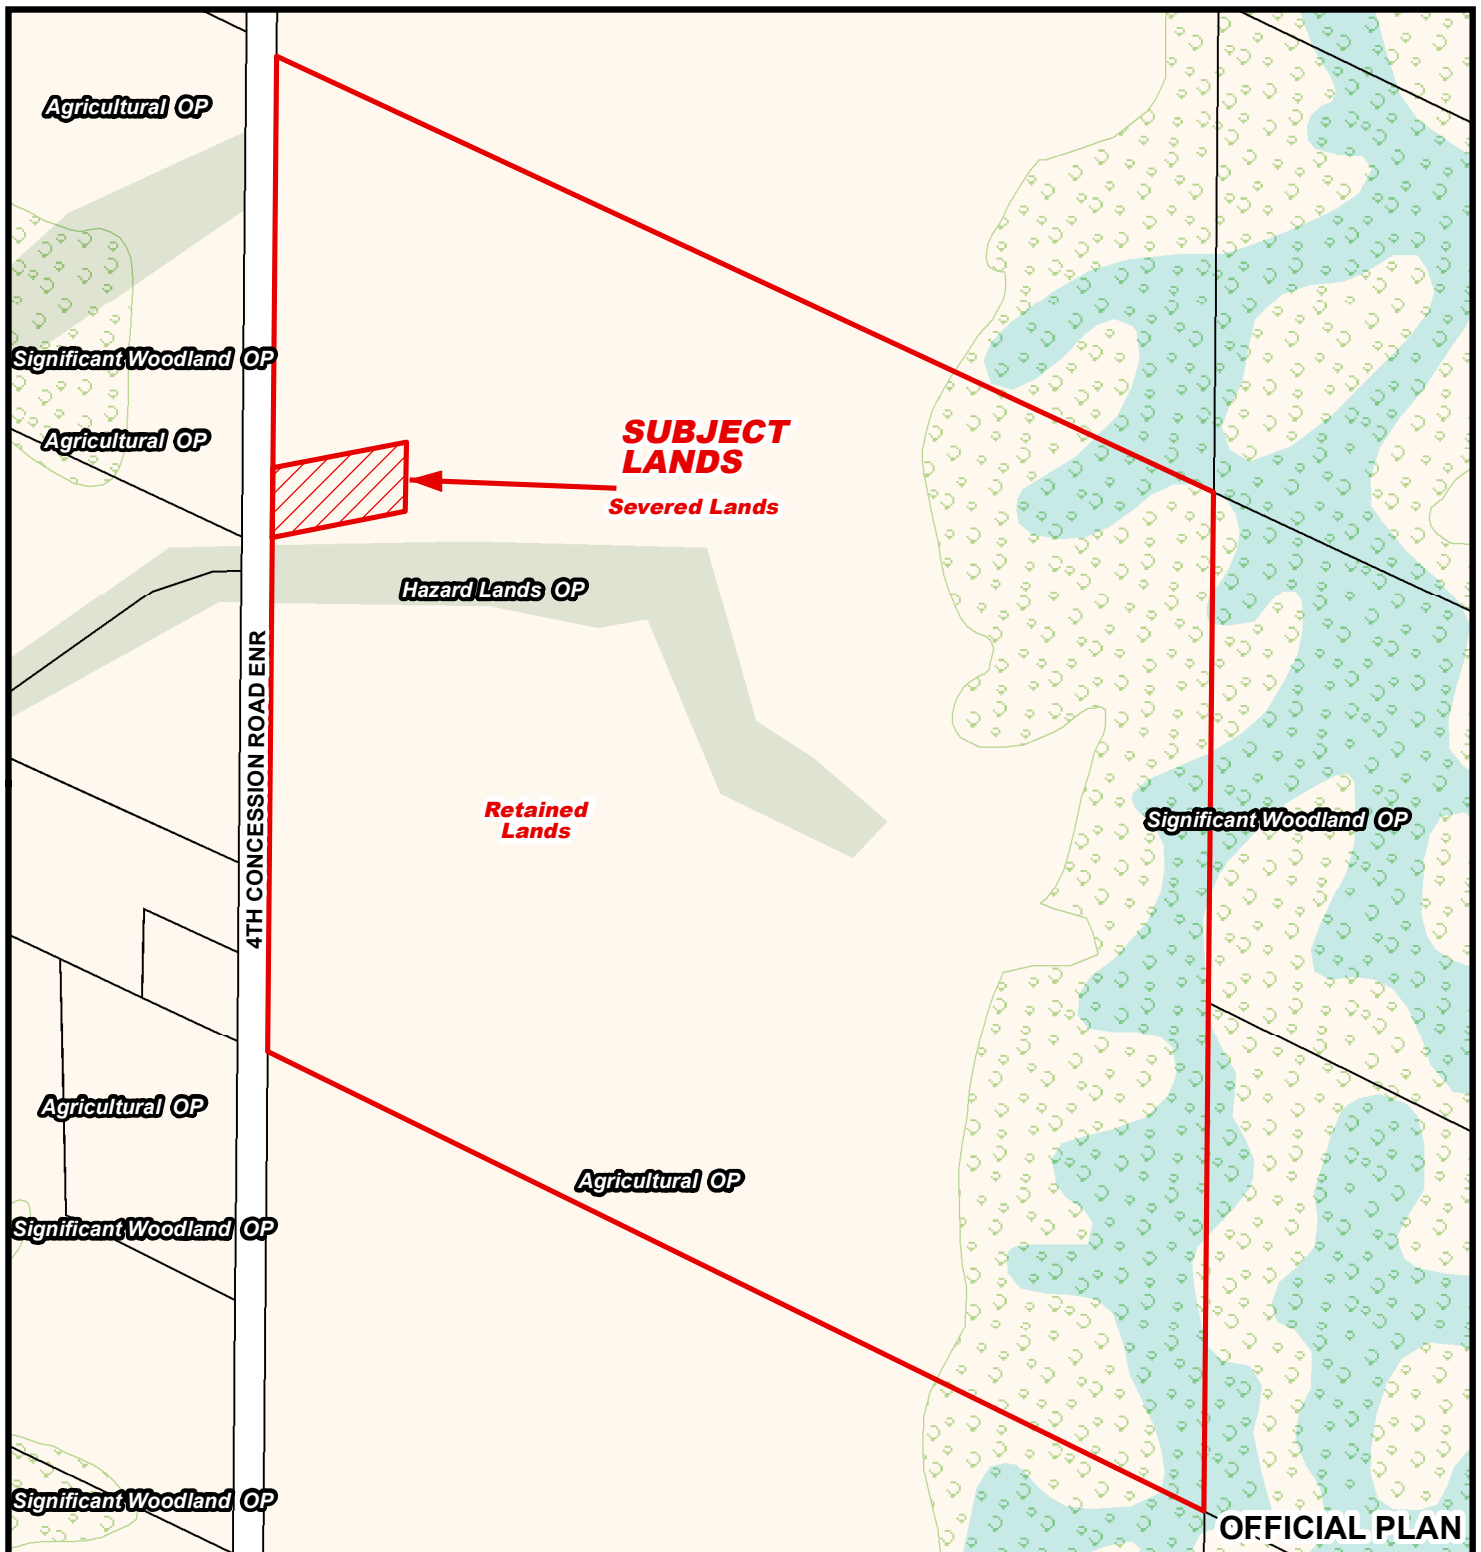 Agricultural OP
Significant Woodland OP
Agricultural OP
SUBJECT
LANDS
Severed Lands
Hazard Lands OP
4TH CONCESSION ROAD ENR
Retained
Lands
Significant Woodland OP
Agricultural OP
Agricultural OP
Significant Woodland OP
Significant Woodland OP
OFFICIAL PLAN